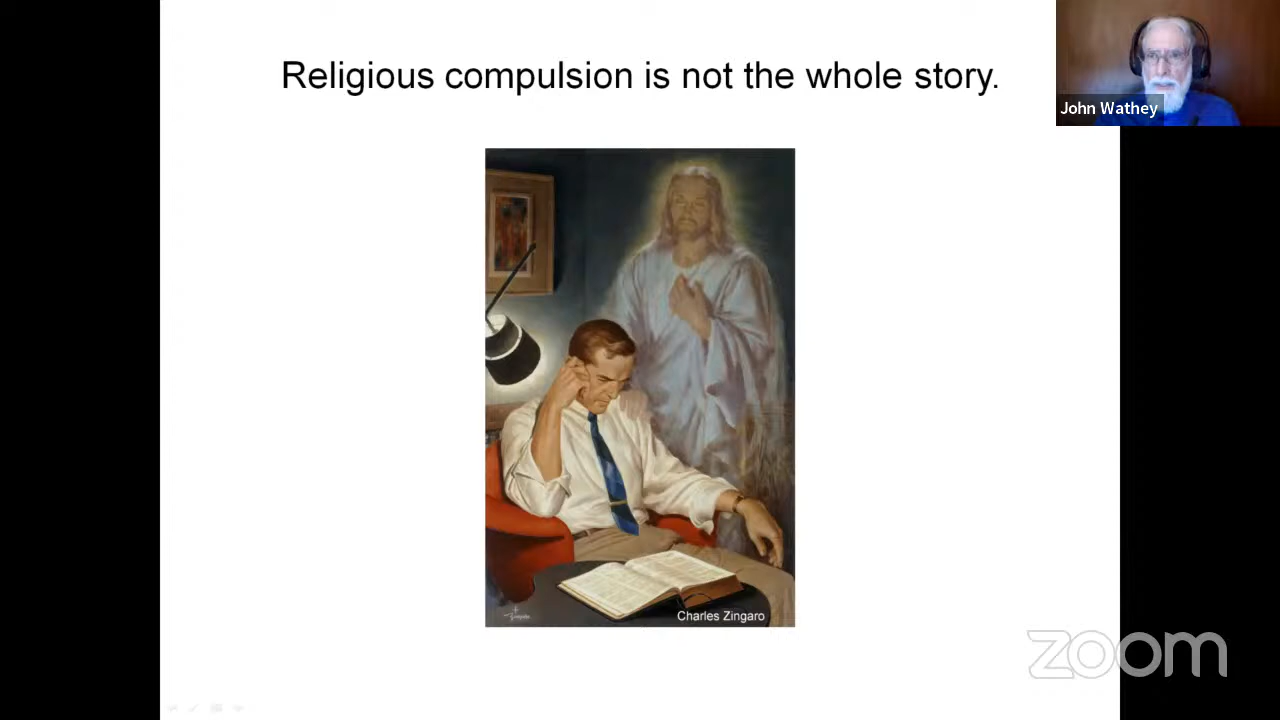 Religious compulsion is not the whole story.
John Wathey
Charles Zingaro
zoom